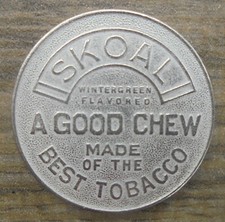 SKOAL
WINTERGREEN
FLAVORED
A GOOD CHEW
MADE
OF THE
BEST TOBACCO